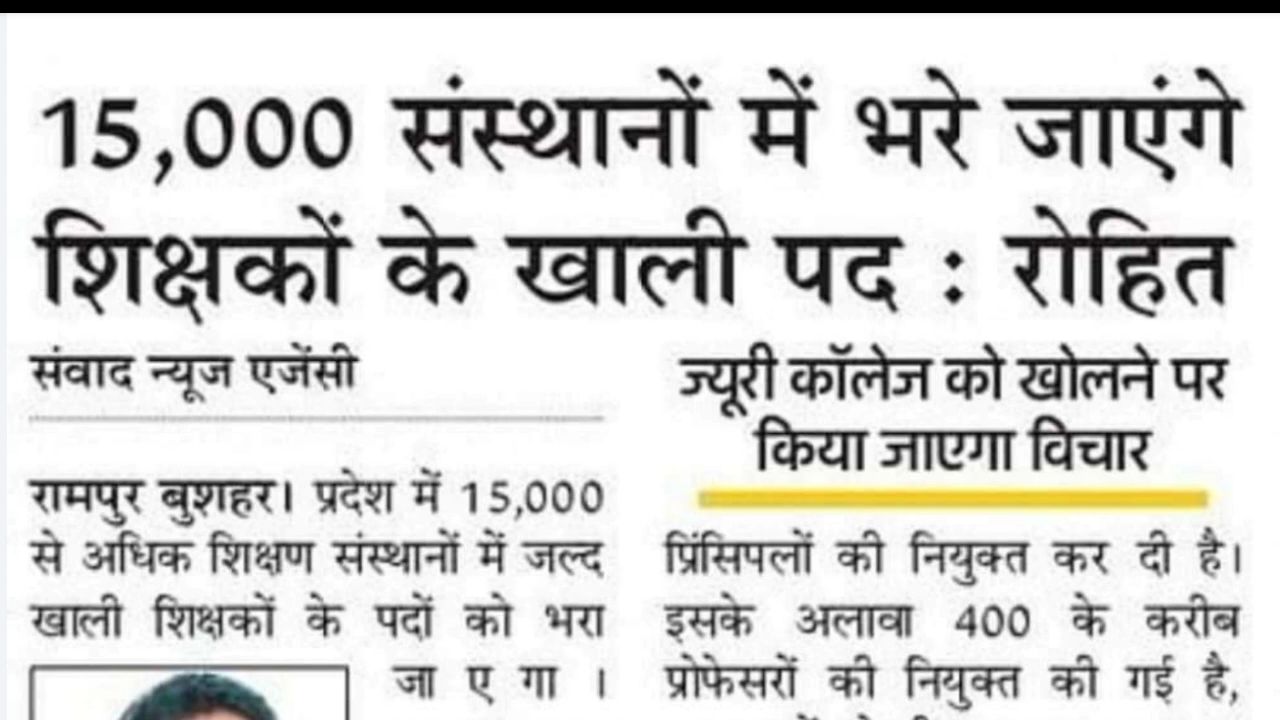 15,000 संस्थानों में भरे जाएंगे
शिक्षकों के खाली पद : रोहित
संवाद न्यूज एजेंसी
रामपुर बुशहर। प्रदेश में 15,000
से अधिक शिक्षण संस्थानों में जल्द
खाली शिक्षकों के पदों को भरा
जाएगा।
ज्यूरी कॉलेज को खोलने पर
किया जाएगा विचार
प्रिंसिपलों की नियुक्त कर दी है।
इसके अलावा 400 के करीब
प्रोफेसरों की नियुक्त की गई है,